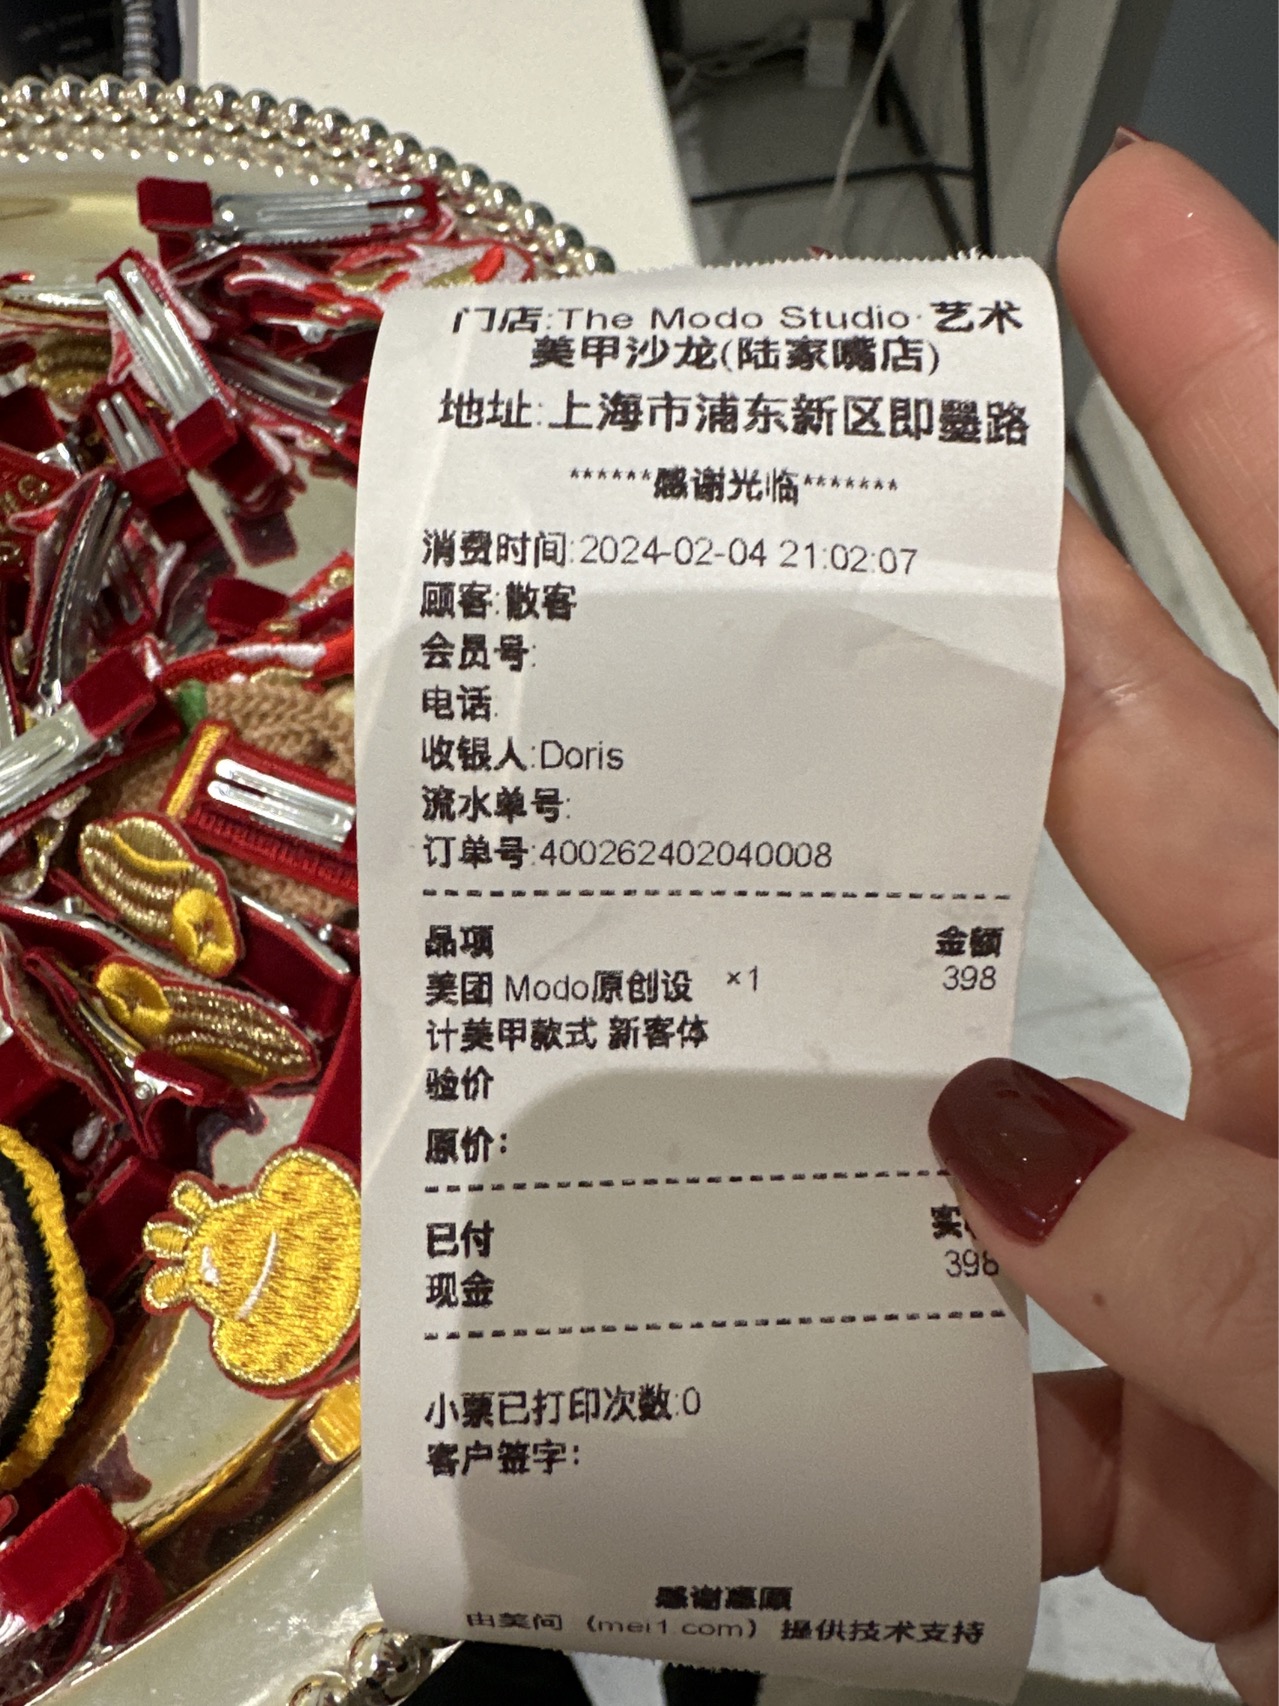 门店:The Modo Studio·艺术
美甲沙龙(陆家嘴店)
地址:上海市浦东新区即墨路
******感谢光临*******
消费时间:2024-02-04 21:02:07
顾客:散客
会员号:
电话:
收银人:Doris
流水单号:
订单号:400262402040008
品项 金额
美团 Modo原创设 ×1 398
计美甲款式 新客体
验价
原价:
已付 实
现金 398
小票已打印次数:0
客户签字:
感谢惠顾
由美问（mei1.com）提供技术支持